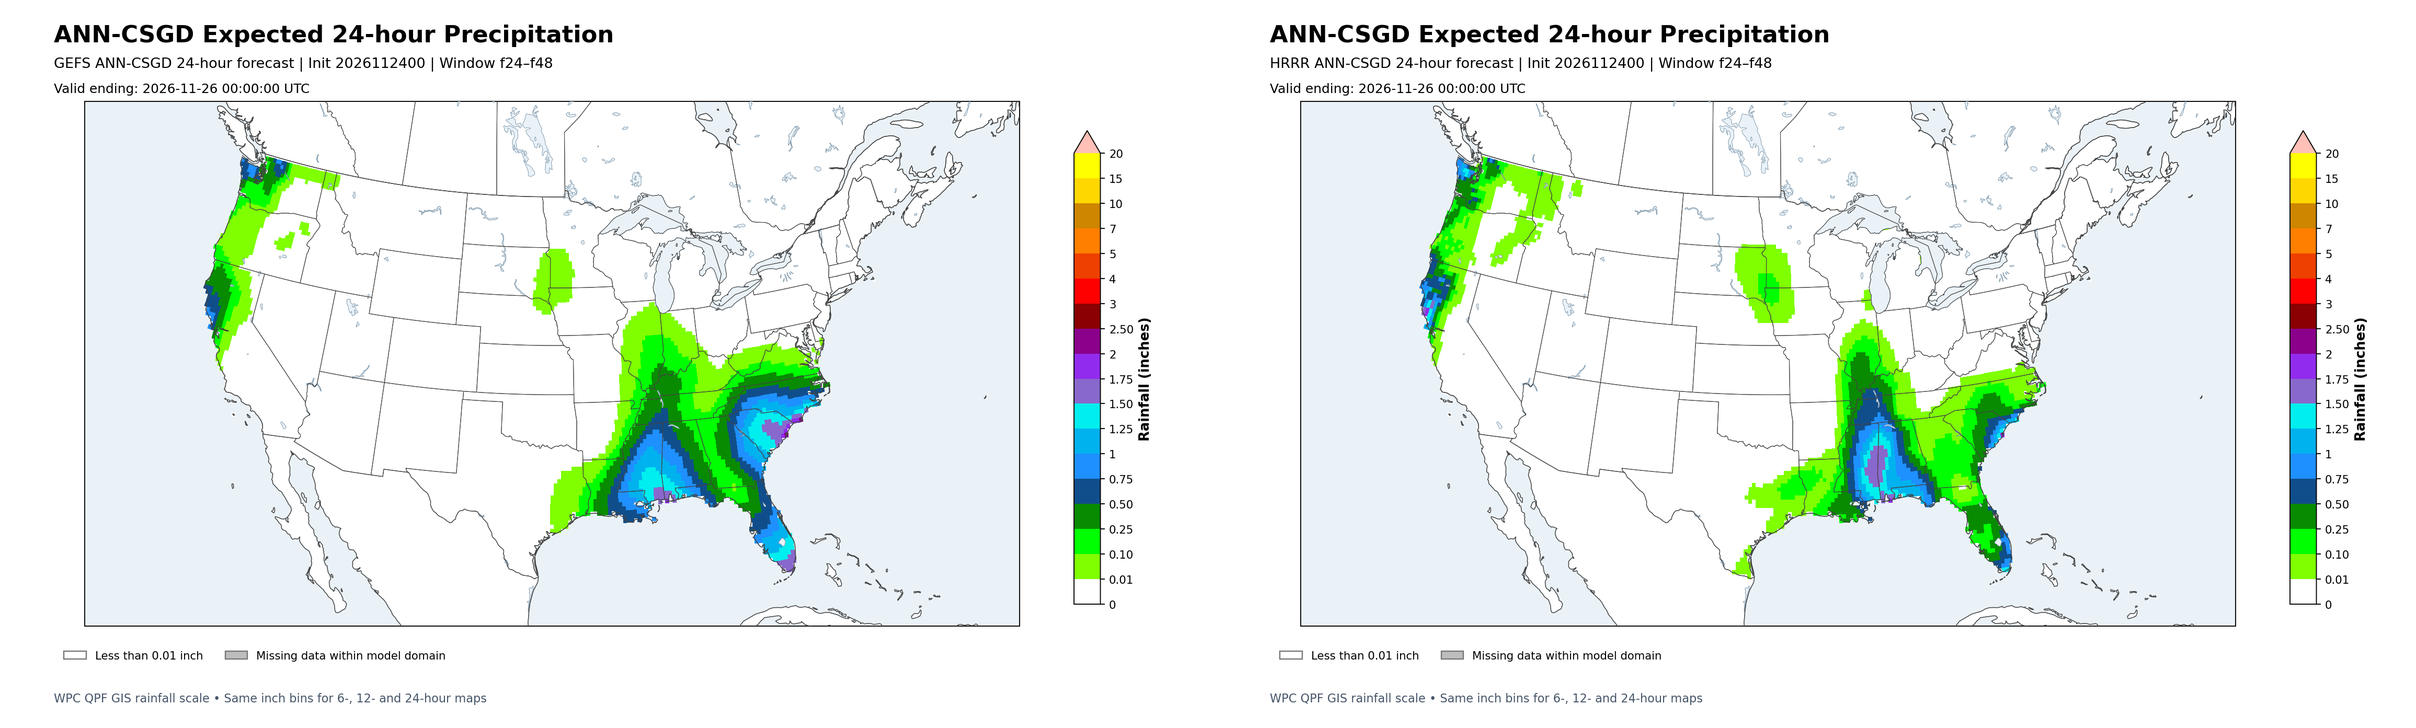 ANN-CSGD Expected 24-hour Precipitation
GEFS ANN-CSGD 24-hour forecast | Init 2026112400 | Window f24–f48
Valid ending: 2026-11-26 00:00:00 UTC
20
15
10
7
5
4
3
2.50
2
1.75
1.50
1.25
1
0.75
0.50
0.25
0.10
0.01
0
Rainfall (inches)
Less than 0.01 inch
Missing data within model domain
WPC QPF GIS rainfall scale • Same inch bins for 6-, 12- and 24-hour maps
ANN-CSGD Expected 24-hour Precipitation
HRRR ANN-CSGD 24-hour forecast | Init 2026112400 | Window f24–f48
Valid ending: 2026-11-26 00:00:00 UTC
20
15
10
7
5
4
3
2.50
2
1.75
1.50
1.25
1
0.75
0.50
0.25
0.10
0.01
0
Rainfall (inches)
Less than 0.01 inch
Missing data within model domain
WPC QPF GIS rainfall scale • Same inch bins for 6-, 12- and 24-hour maps